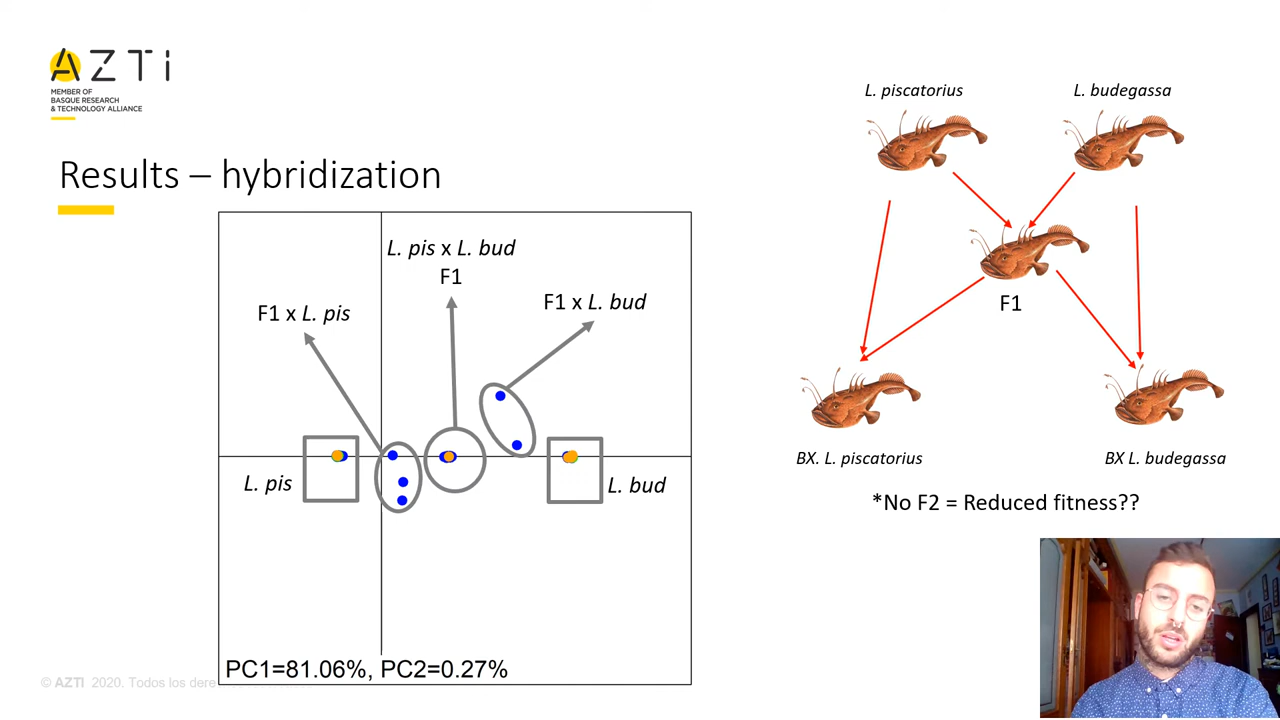 AZTi
MEMBER OF
BASQUE RESEARCH
& TECHNOLOGY ALLIANCE
Results – hybridization
L. pis x L. bud
F1
F1 x L. pis
F1 x L. bud
L. pis
L. bud
PC1=81.06%, PC2=0.27%
© AZTI 2020. Todos los dere
L. piscatorius
L. budegassa
F1
BX. L. piscatorius
BX L. budegassa
*No F2 = Reduced fitness??